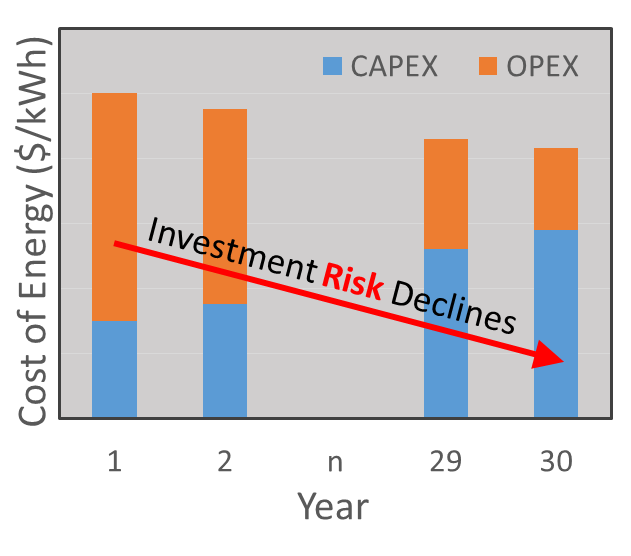 Cost of Energy ($/kWh)
CAPEX OPEX
Investment Risk Declines
1 2 n 29 30
Year